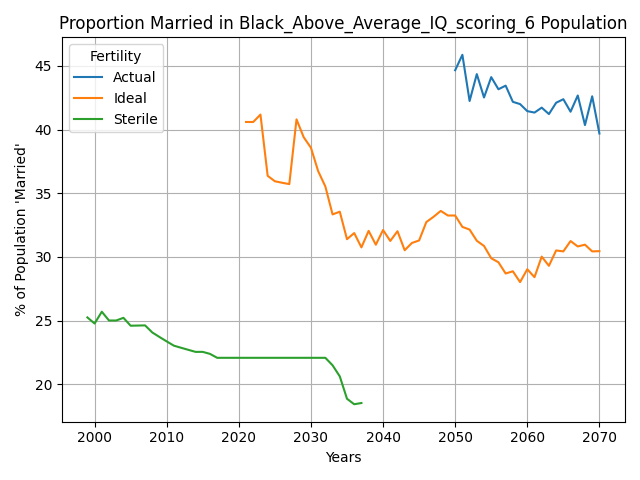 Proportion Married in Black_Above_Average_IQ_scoring_6 Population
Fertility
Actual
Ideal
Sterile
% of Population 'Married'
45
40
35
30
25
20
2000 2010 2020 2030 2040 2050 2060 2070
Years